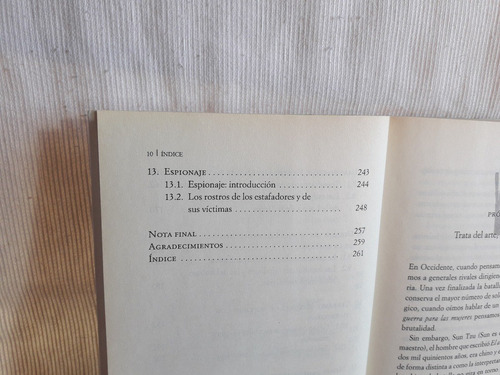 10 | ÍNDICE
13. ESPIONAJE 243
13.1. Espionaje: introducción 244
13.2. Los rostros de los estafadores y de
sus víctimas 248
NOTA FINAL 257
AGRADECIMIENTOS 259
ÍNDICE 261
PRÓ
Trata del arte,
En Occidente, cuando pensam
mos a generales rivales dirigien
ria. Una vez finalizada la batall
conserva el mayor número de s
gico, cuando oímos hablar de un
guerra para las mujeres pensamos
brutalidad.
Sin embargo, Sun Tzu (Sun es
maestro), el hombre que escribió El a
dos mil quinientos años, era chino y
de forma distinta a como la interpreta